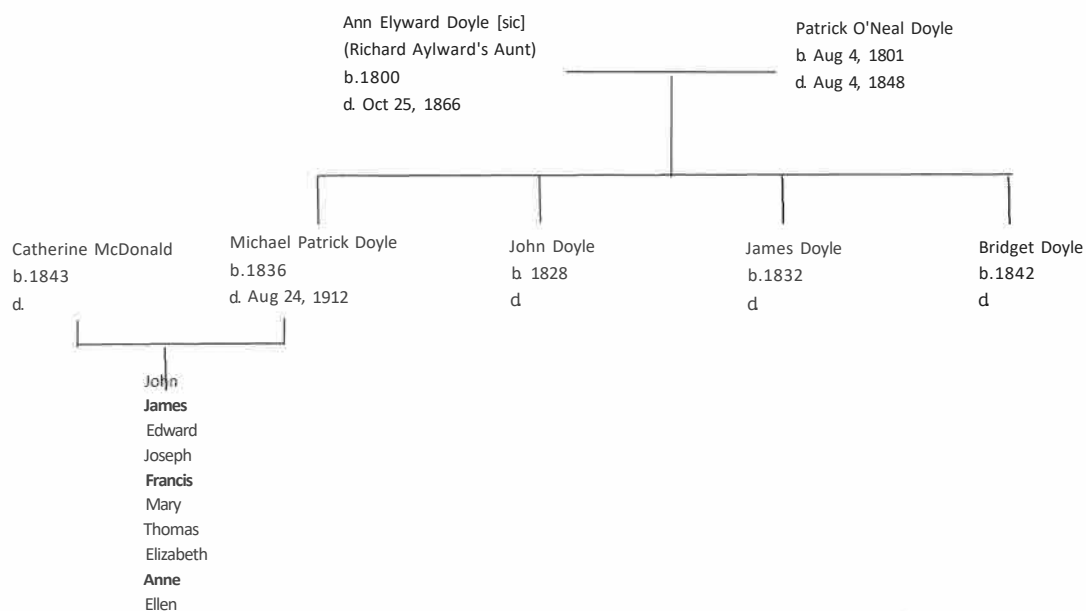 Ann Elyward Doyle [sic]
(Richard Aylward's Aunt)
b.1800
d. Oct 25, 1866
Patrick O'Neal Doyle
b. Aug 4, 1801
d. Aug 4, 1848
Catherine McDonald
b.1843
d.
Michael Patrick Doyle
b.1836
d. Aug 24, 1912
John Doyle
b. 1828
d.
James Doyle
b.1832
d.
Bridget Doyle
b.1842
d.
John
James
Edward
Joseph
Francis
Mary
Thomas
Elizabeth
Anne
Ellen